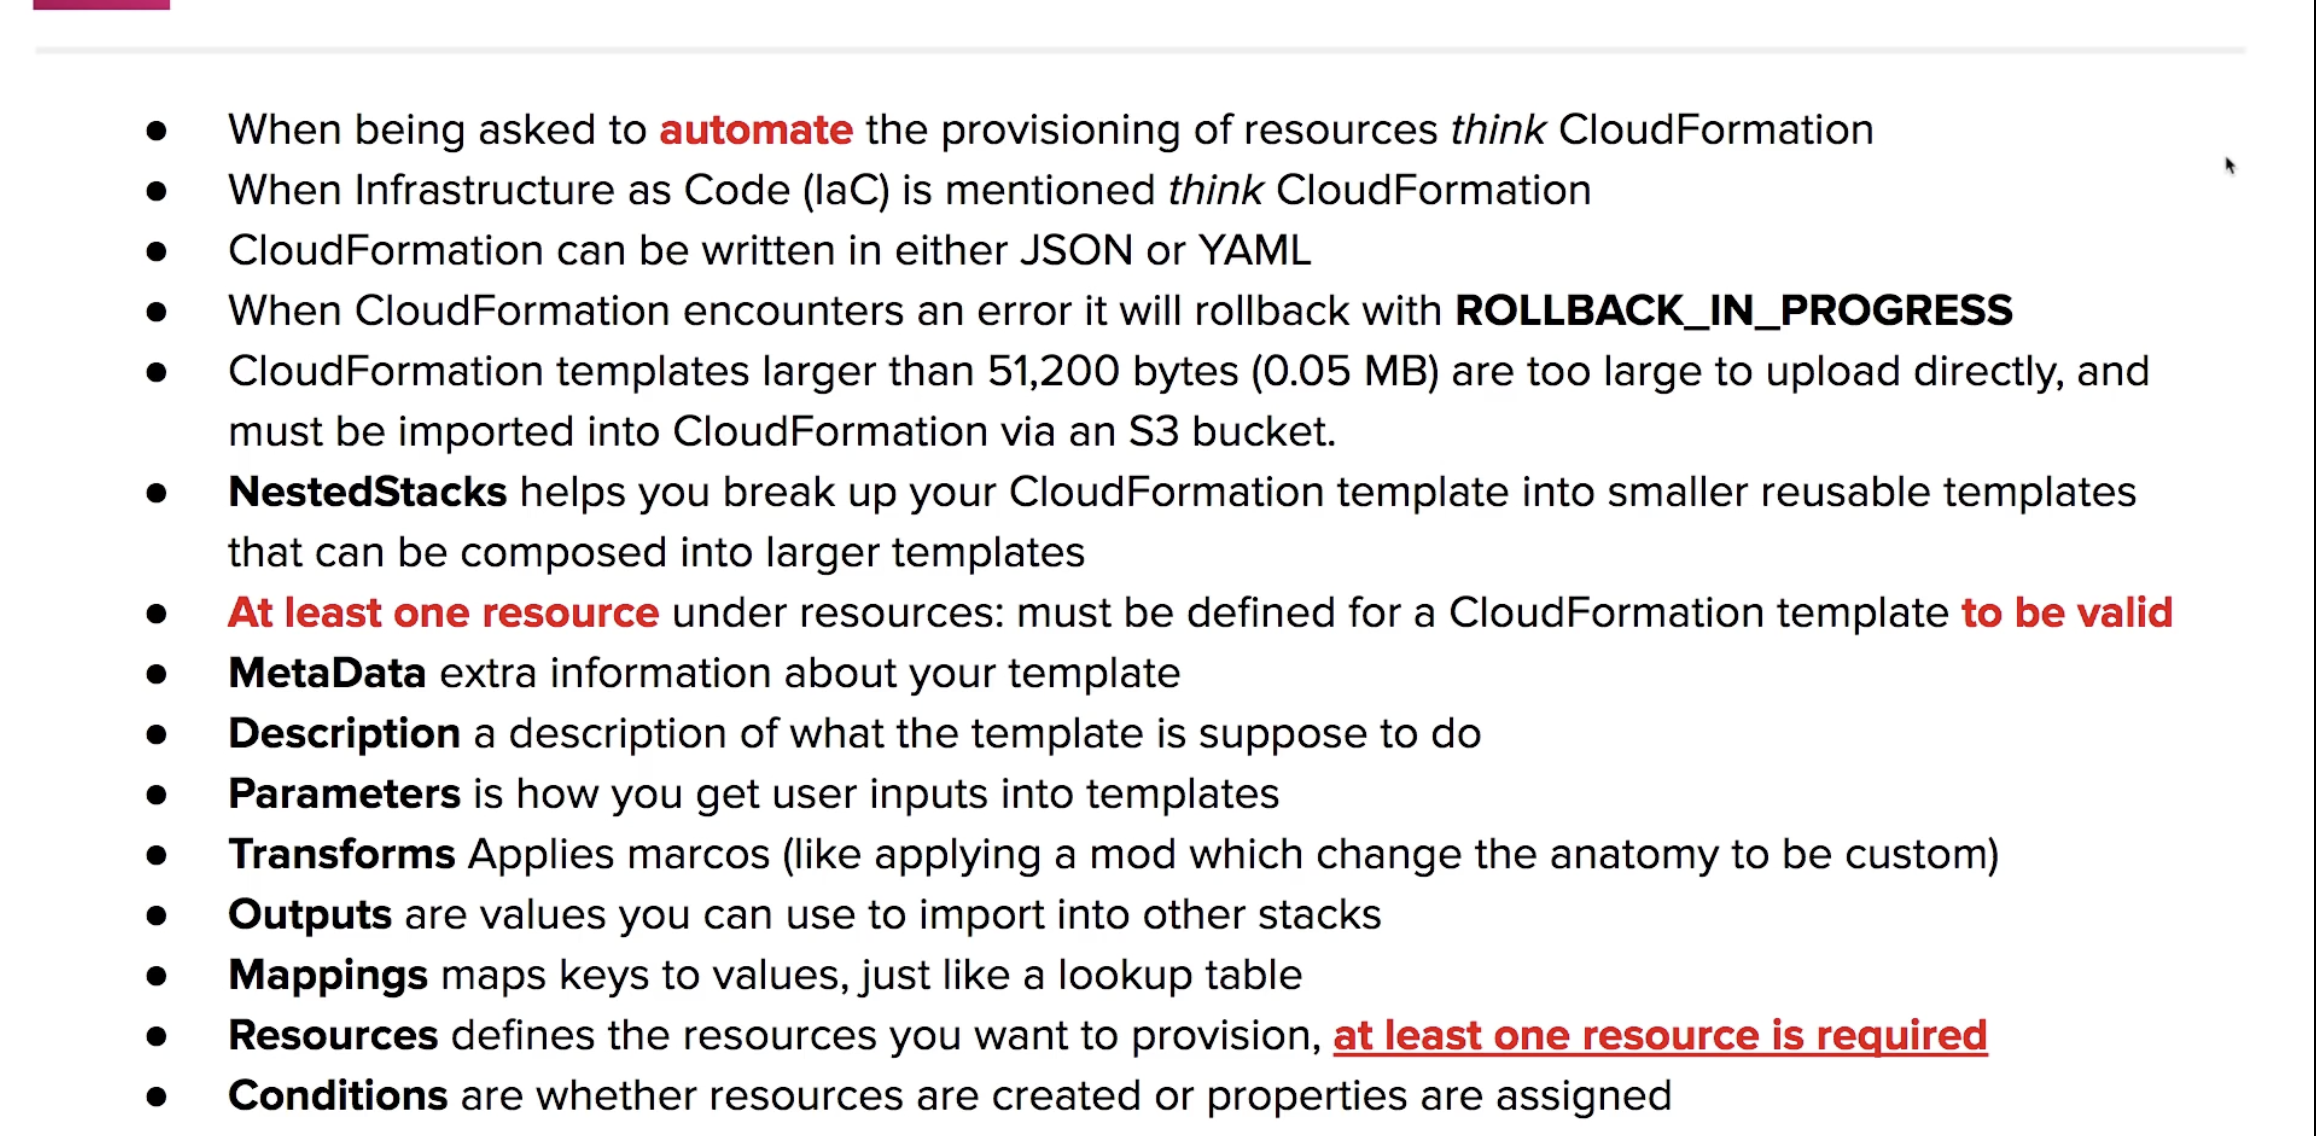 ● When being asked to automate the provisioning of resources think CloudFormation
● When Infrastructure as Code (IaC) is mentioned think CloudFormation
● CloudFormation can be written in either JSON or YAML
● When CloudFormation encounters an error it will rollback with ROLLBACK_IN_PROGRESS
● CloudFormation templates larger than 51,200 bytes (0.05 MB) are too large to upload directly, and
must be imported into CloudFormation via an S3 bucket.
● NestedStacks helps you break up your CloudFormation template into smaller reusable templates
that can be composed into larger templates
● At least one resource under resources: must be defined for a CloudFormation template to be valid
● MetaData extra information about your template
● Description a description of what the template is suppose to do
● Parameters is how you get user inputs into templates
● Transforms Applies marcos (like applying a mod which change the anatomy to be custom)
● Outputs are values you can use to import into other stacks
● Mappings maps keys to values, just like a lookup table
● Resources defines the resources you want to provision, at least one resource is required
● Conditions are whether resources are created or properties are assigned